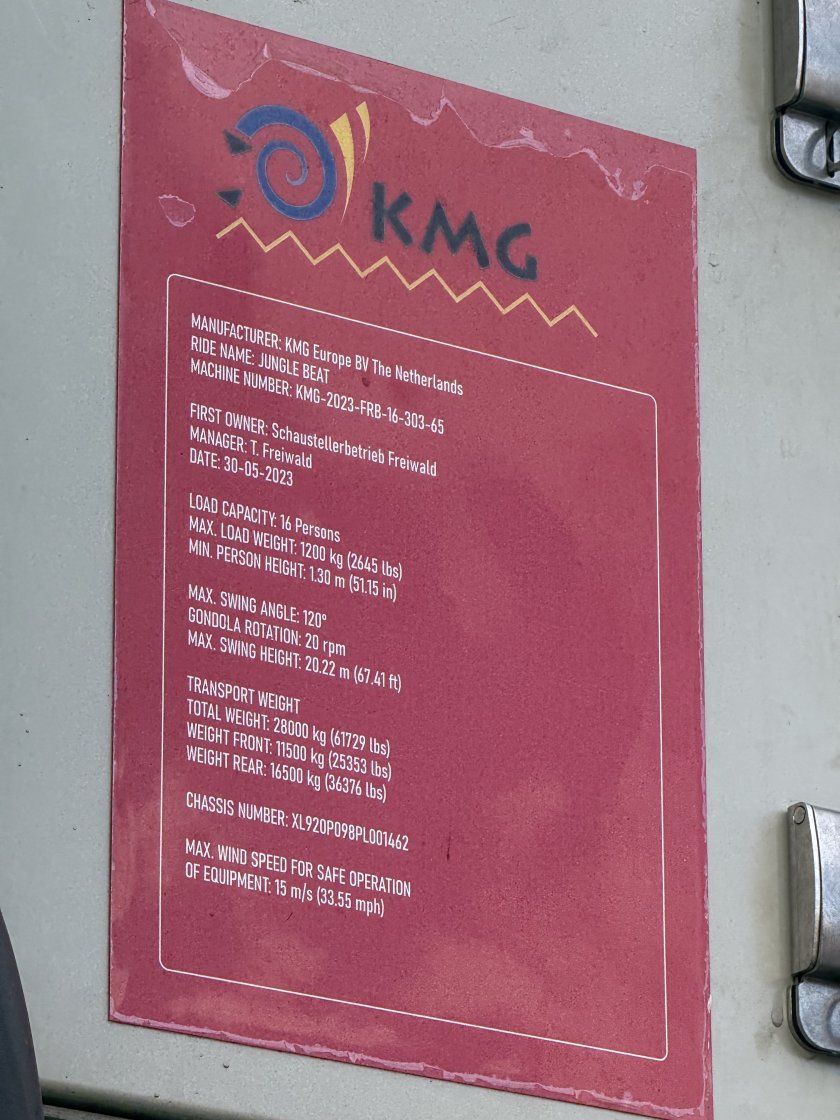 KMG
MANUFACTURER: KMG Europe BV The Netherlands
RIDE NAME: JUNGLE BEAT
MACHINE NUMBER: KMG-2023-FRB-16-303-65
FIRST OWNER: Schaustellerbetrieb Freiwald
MANAGER: T. Freiwald
DATE: 30-05-2023
LOAD CAPACITY: 16 Persons
MAX. LOAD WEIGHT: 1200 kg (2645 lbs)
MIN. PERSON HEIGHT: 1.30 m (51.15 in)
MAX. SWING ANGLE: 120°
GONDOLA ROTATION: 20 rpm
MAX. SWING HEIGHT: 20.22 m (67.41 ft)
TRANSPORT WEIGHT
TOTAL WEIGHT: 28000 kg (61729 lbs)
WEIGHT FRONT: 11500 kg (25353 lbs)
WEIGHT REAR: 16500 kg (36376 lbs)
CHASSIS NUMBER: XL920P098PL001462
MAX. WIND SPEED FOR SAFE OPERATION
OF EQUIPMENT: 15 m/s (33.55 mph)